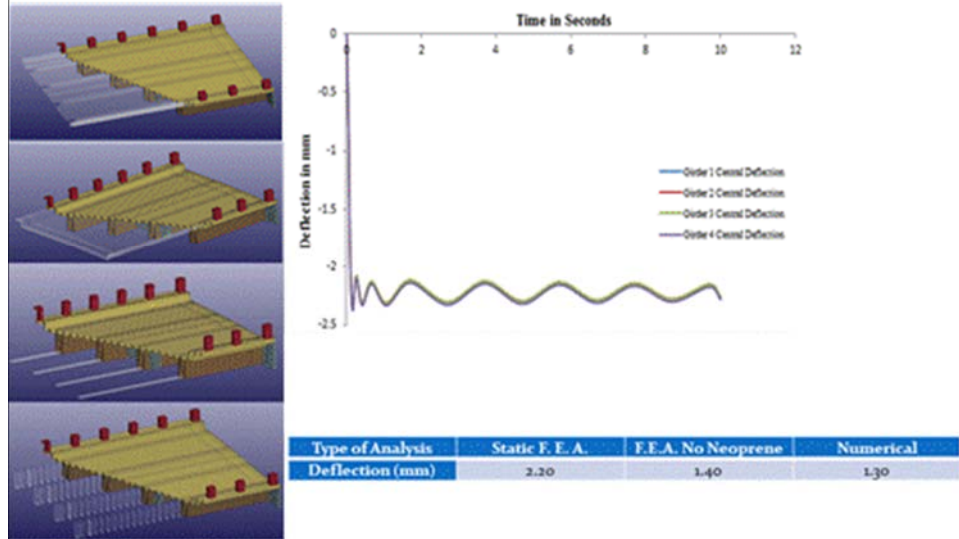 Time in Seconds
0
0 2 4 6 8 10 12
-0.5
-1
-1.5
-2
-2.5
Deflection in mm
Girder 1 Central Deflection
Girder 2 Central Deflection
Girder 3 Central Deflection
Girder 4 Central Deflection
Type of Analysis Static F. E. A. F.E.A. No Neoprene Numerical
Deflection (mm) 2.20 1.40 1.30